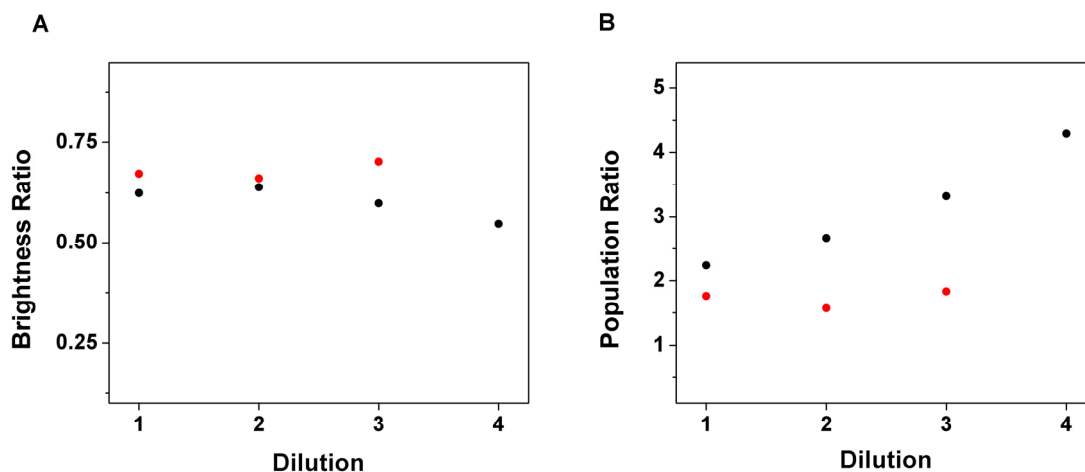 A
Brightness Ratio
0.75
0.50
0.25
1 2 3 4
Dilution
B
Population Ratio
5
4
3
2
1
1 2 3 4
Dilution